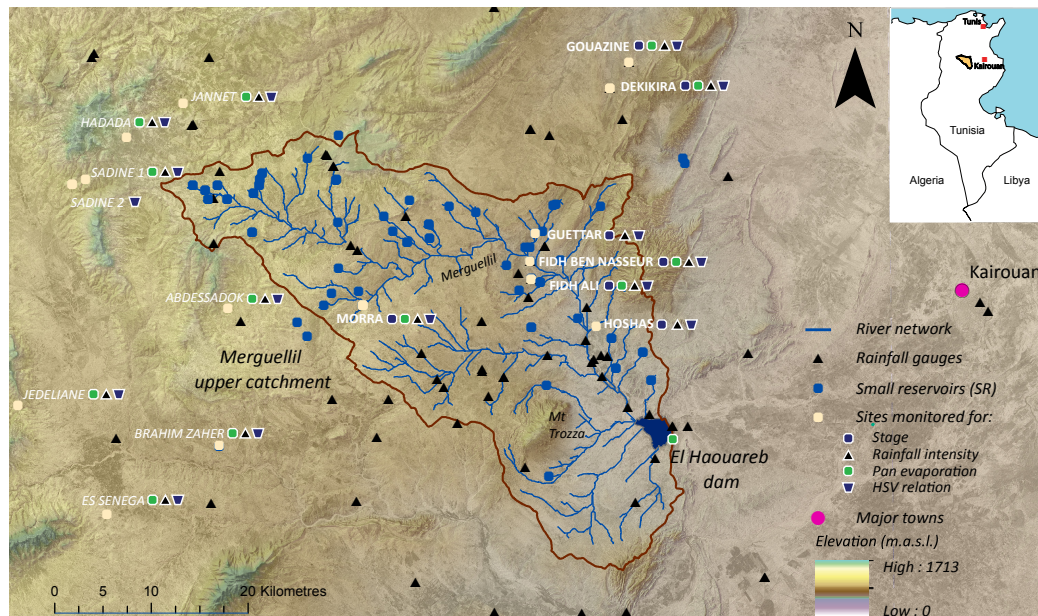 GOUAZINE
N
Tunis
Kairouan
Tunisia
Algeria
Libya
DEKIKIRA
JANNET
HADADA
SADINE 1
SADINE 2
GUETTAR
Merguellil
FIDH BEN NASSEUR
Kairouan
FIDH ALI
ABDESSADOK
MORRA
HOSHAS
River network
Merguellil
upper catchment
Rainfall gauges
JEDELIANE
Small reservoirs (SR)
Mt
Trozza
Sites monitored for:
BRAHIM ZAHER
Stage
El Haouareb
dam
Rainfall intensity
Pan evaporation
HSV relation
ES SENEGA
Major towns
Elevation (m.a.s.l.)
High : 1713
Low : 0
0 5 10 20 Kilometres